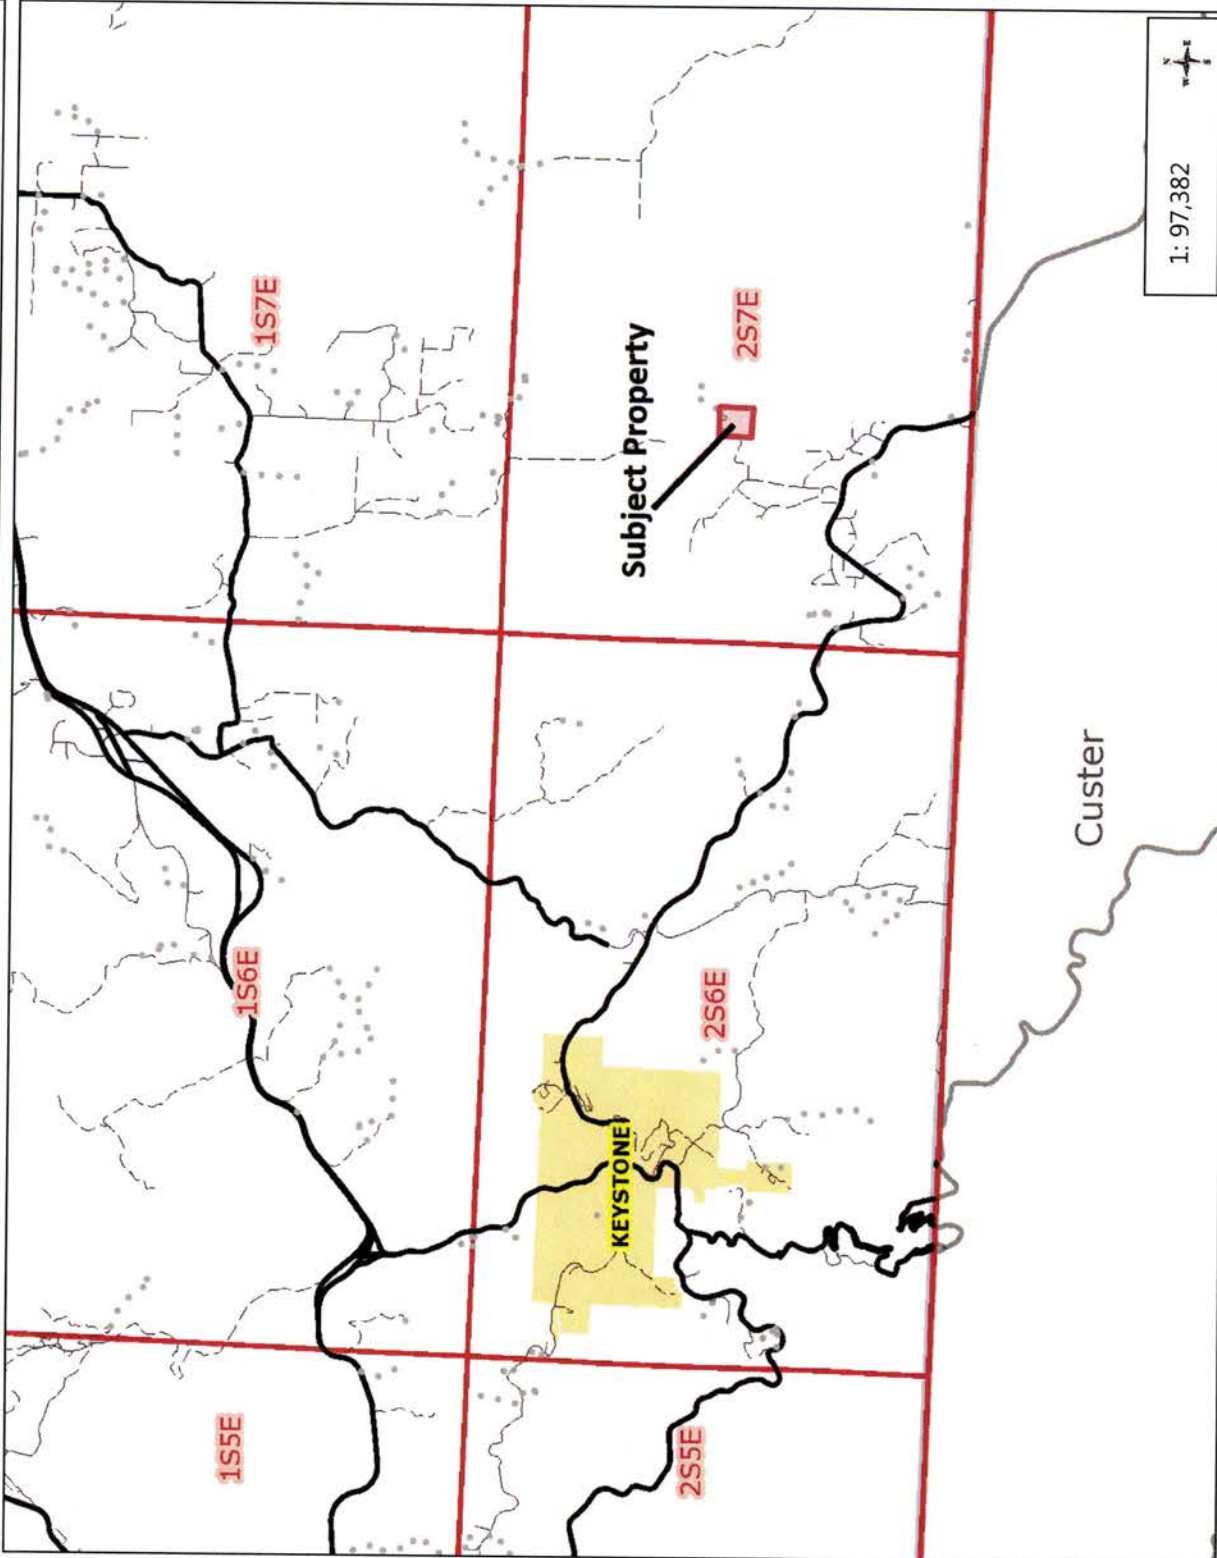 1S5E
1S6E
1S7E
Subject Property
KEYSTONE
2S5E
2S6E
2S7E
Custer
N
W
E
S
1: 97,382